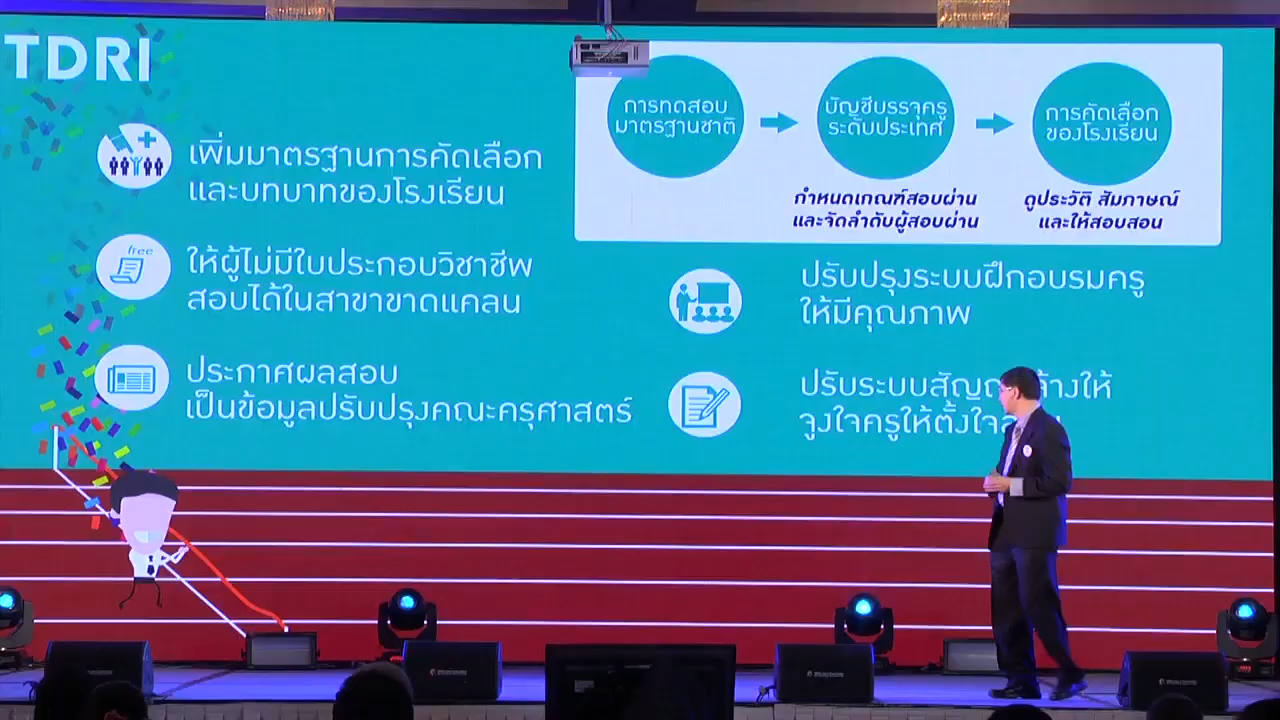 TDRI
เพิ่มมาตรฐานการคัดเลือก
และบทบาทของโรงเรียน
free
ให้ผู้ไม่มีใบประกอบวิชาชีพ
สอบได้ในสาขาขาดแคลน
ประกาศผลสอบ
เป็นข้อมูลปรับปรุงคณะครุศาสตร์
การทดสอบ
มาตรฐานชาติ
บัญชีบรรจุครู
ระดับประเทศ
การคัดเลือก
ของโรงเรียน
กำหนดเกณฑ์สอบผ่าน
และจัดลำดับผู้สอบผ่าน
ดูประวัติ สัมภาษณ์
และให้สอบสอน
ปรับปรุงระบบฝึกอบรมครู
ให้มีคุณภาพ
ปรับระบบ
จูงใจครูให้ตั้งใจ